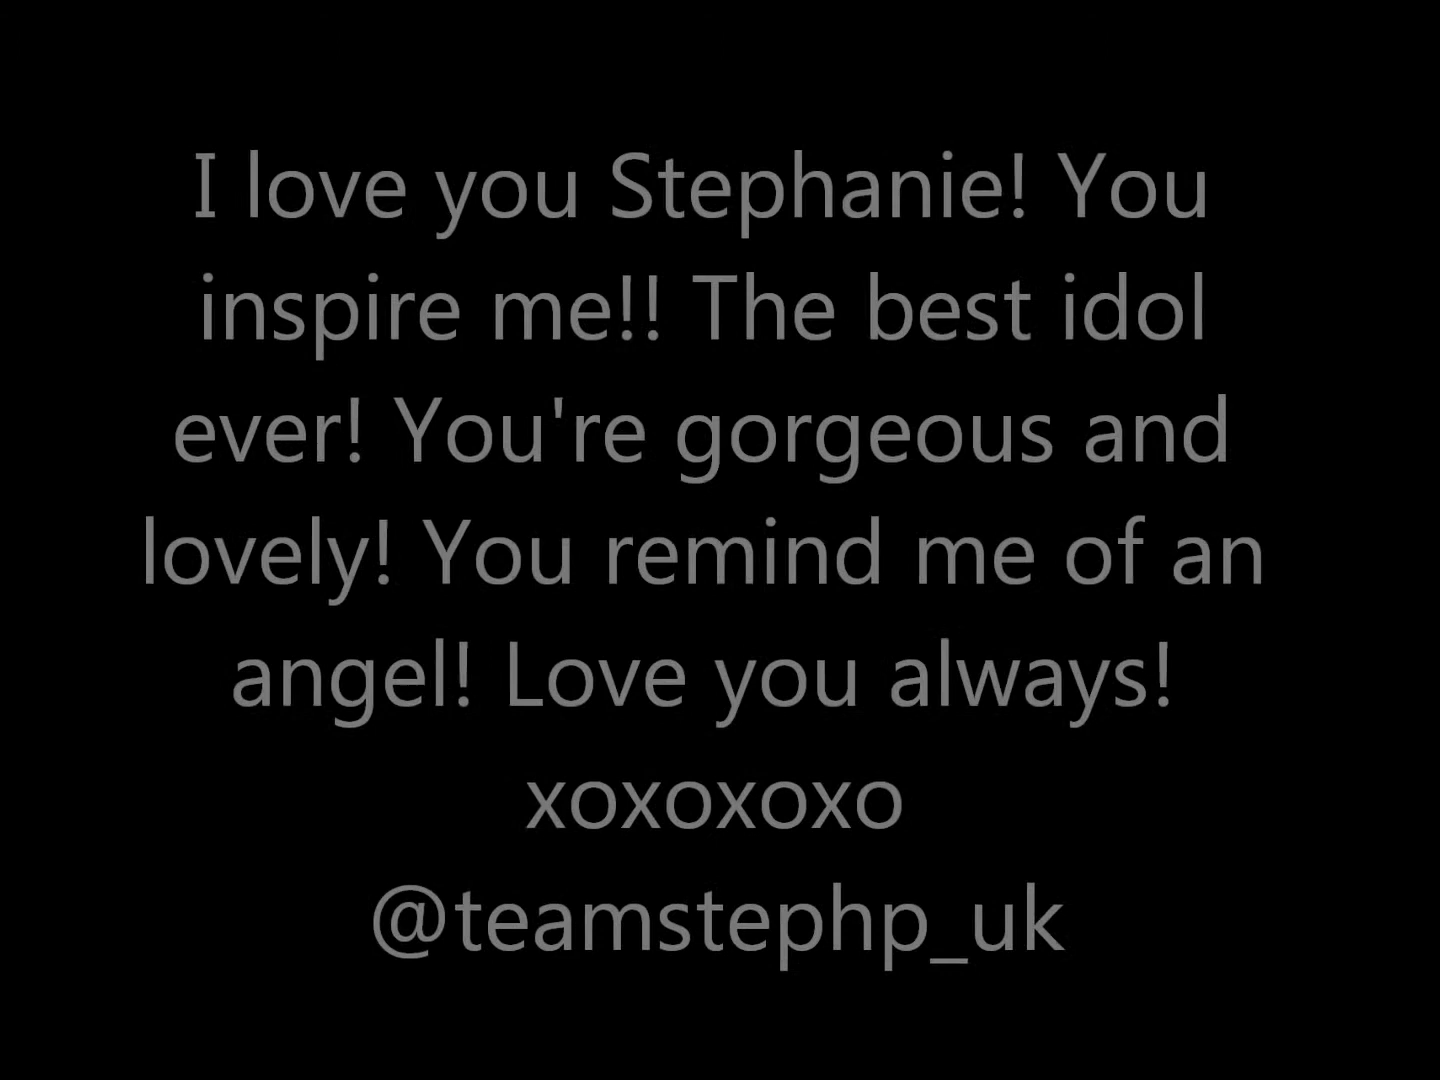 I love you Stephanie! You
inspire me!! The best idol
ever! You're gorgeous and
lovely! You remind me of an
angel! Love you always!
xoxoxoxo
@teamstephp_uk